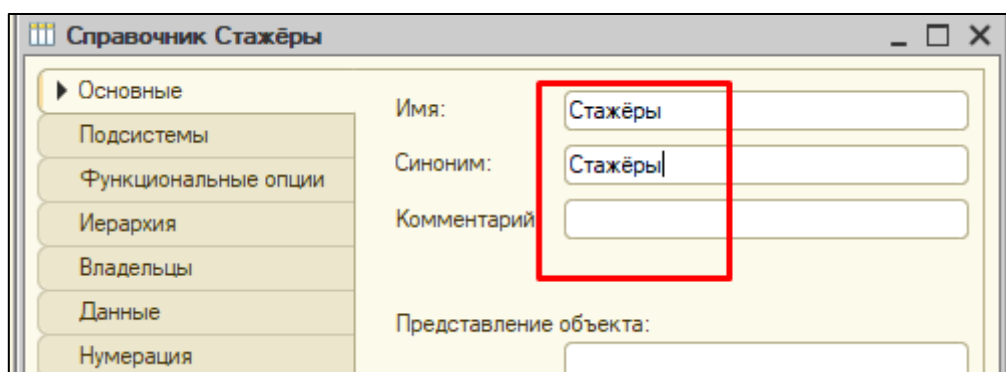 Справочник Стажёры
Основные
Подсистемы
Функциональные опции
Иерархия
Владельцы
Данные
Нумерация
Имя: Стажёры
Синоним: Стажёры
Комментарий
Представление объекта: